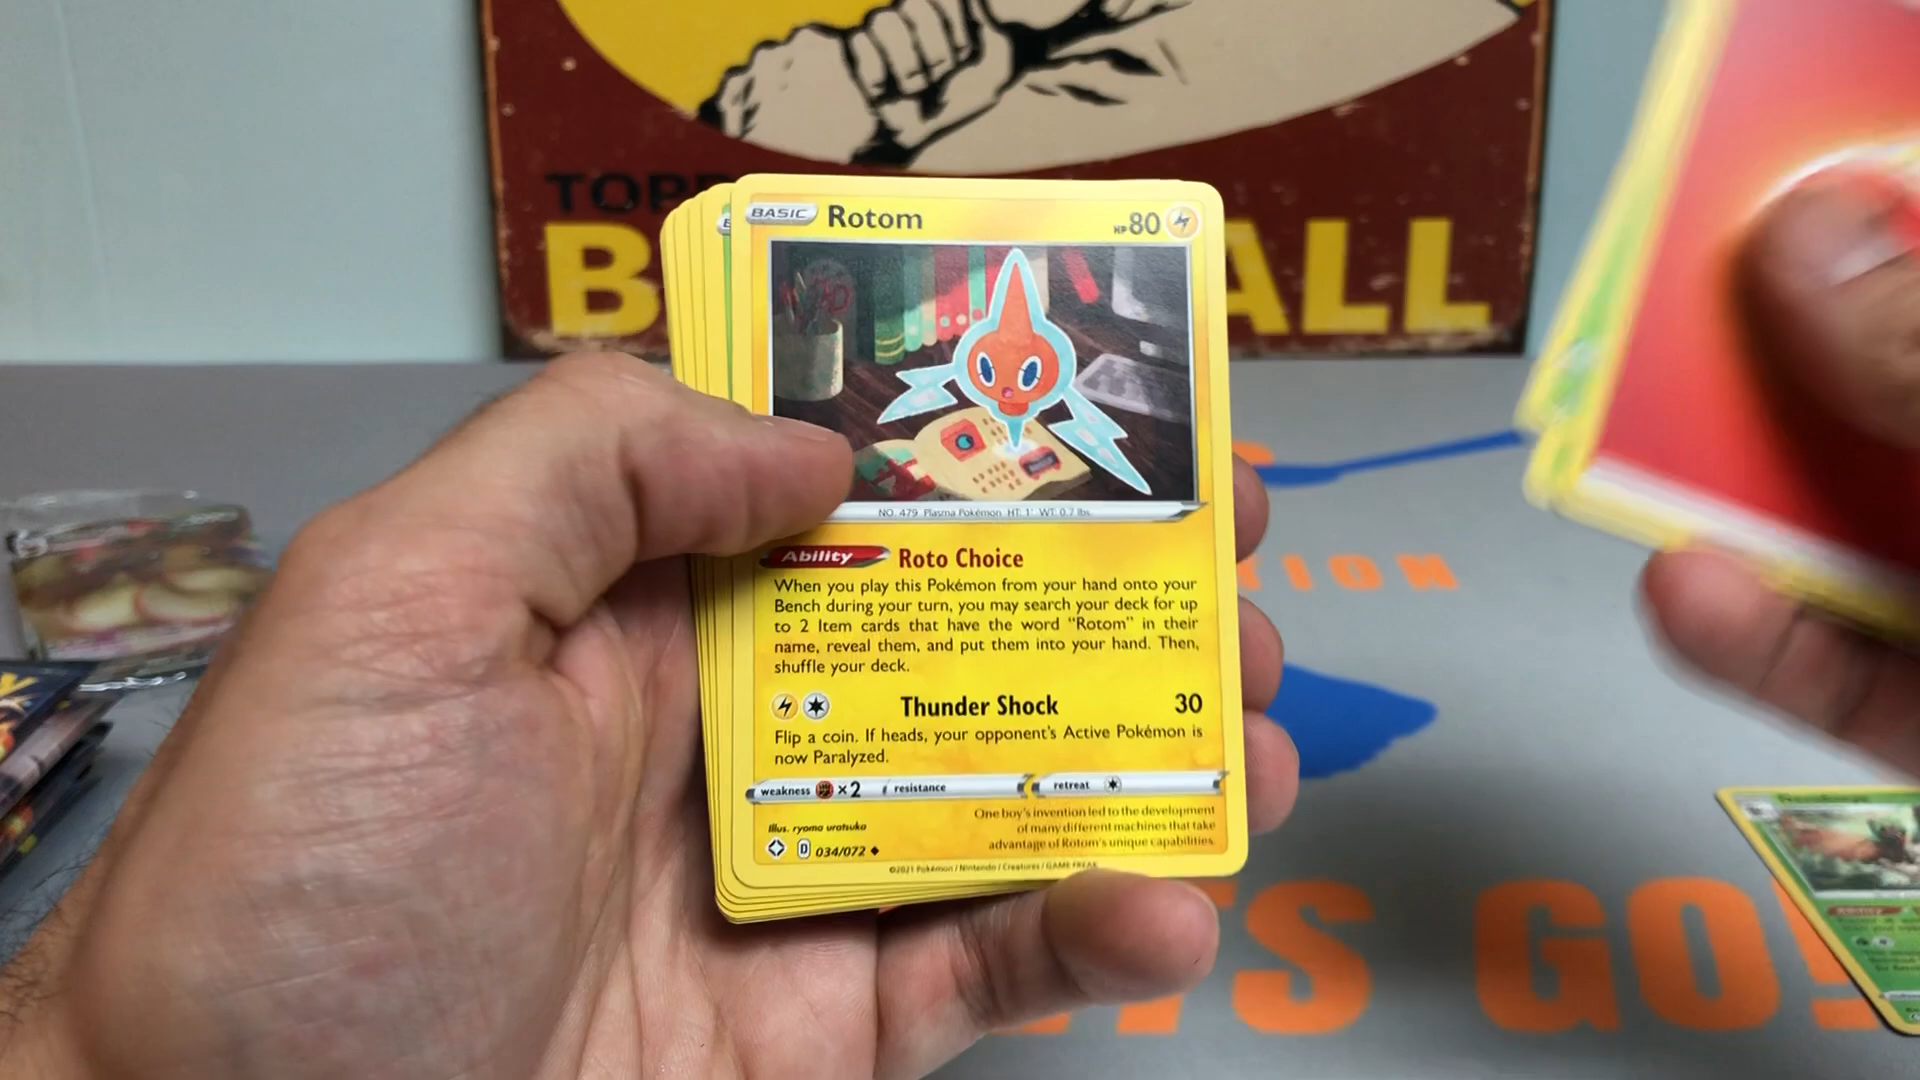 TOPP
B ALL
BASIC Rotom HP 80
NO. 479 Plasma Pokémon HT: 1' WT: 0.7 lbs.
Ability Roto Choice
When you play this Pokémon from your hand onto your
Bench during your turn, you may search your deck for up
to 2 Item cards that have the word “Rotom” in their
name, reveal them, and put them into your hand. Then,
shuffle your deck.
Thunder Shock 30
Flip a coin. If heads, your opponent's Active Pokémon is
now Paralyzed.
weakness ×2 resistance retreat
One boy's invention led to the development
of many different machines that take
advantage of Rotom's unique capabilities.
Illus. ryoma uratsuka
D 034/072
©2021 Pokémon / Nintendo / Creatures / GAME FREAK
TION
TS GO!